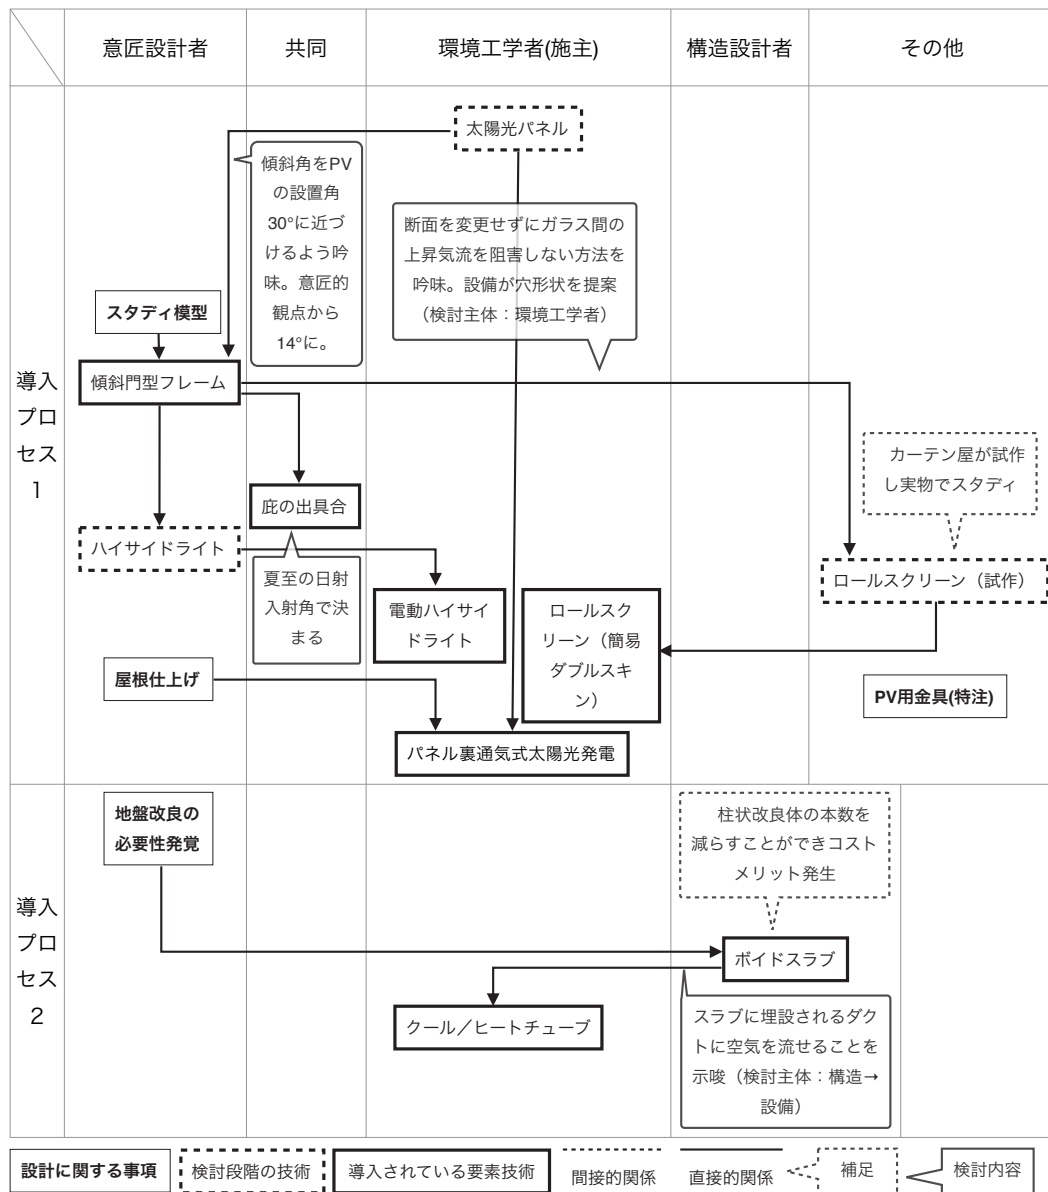 意匠設計者
共同
環境工学者(施主)
構造設計者
その他
導入
プロ
セス
1
太陽光パネル
傾斜角をPV
の設置角
30°に近づ
けるよう吟
味。意匠的
観点から
14°に。
断面を変更せずにガラス間の
上昇気流を阻害しない方法を
吟味。設備が穴形状を提案
（検討主体：環境工学者）
スタディ模型
傾斜門型フレーム
カーテン屋が試作
し実物でスタディ
庇の出具合
ハイサイドライト
夏至の日射
入射角で決
まる
電動ハイサイ
ドライト
ロールスク
リーン（簡易
ダブルスキ
ン）
ロールスクリーン（試作）
屋根仕上げ
PV用金具(特注)
パネル裏通気式太陽光発電
導入
プロ
セス
2
地盤改良の
必要性発覚
柱状改良体の本数を
減らすことができコスト
メリット発生
ボイドスラブ
クール／ヒートチューブ
スラブに埋設されるダク
トに空気を流せることを
示唆（検討主体：構造→
設備）
設計に関する事項
検討段階の技術
導入されている要素技術
間接的関係
直接的関係
補足
検討内容